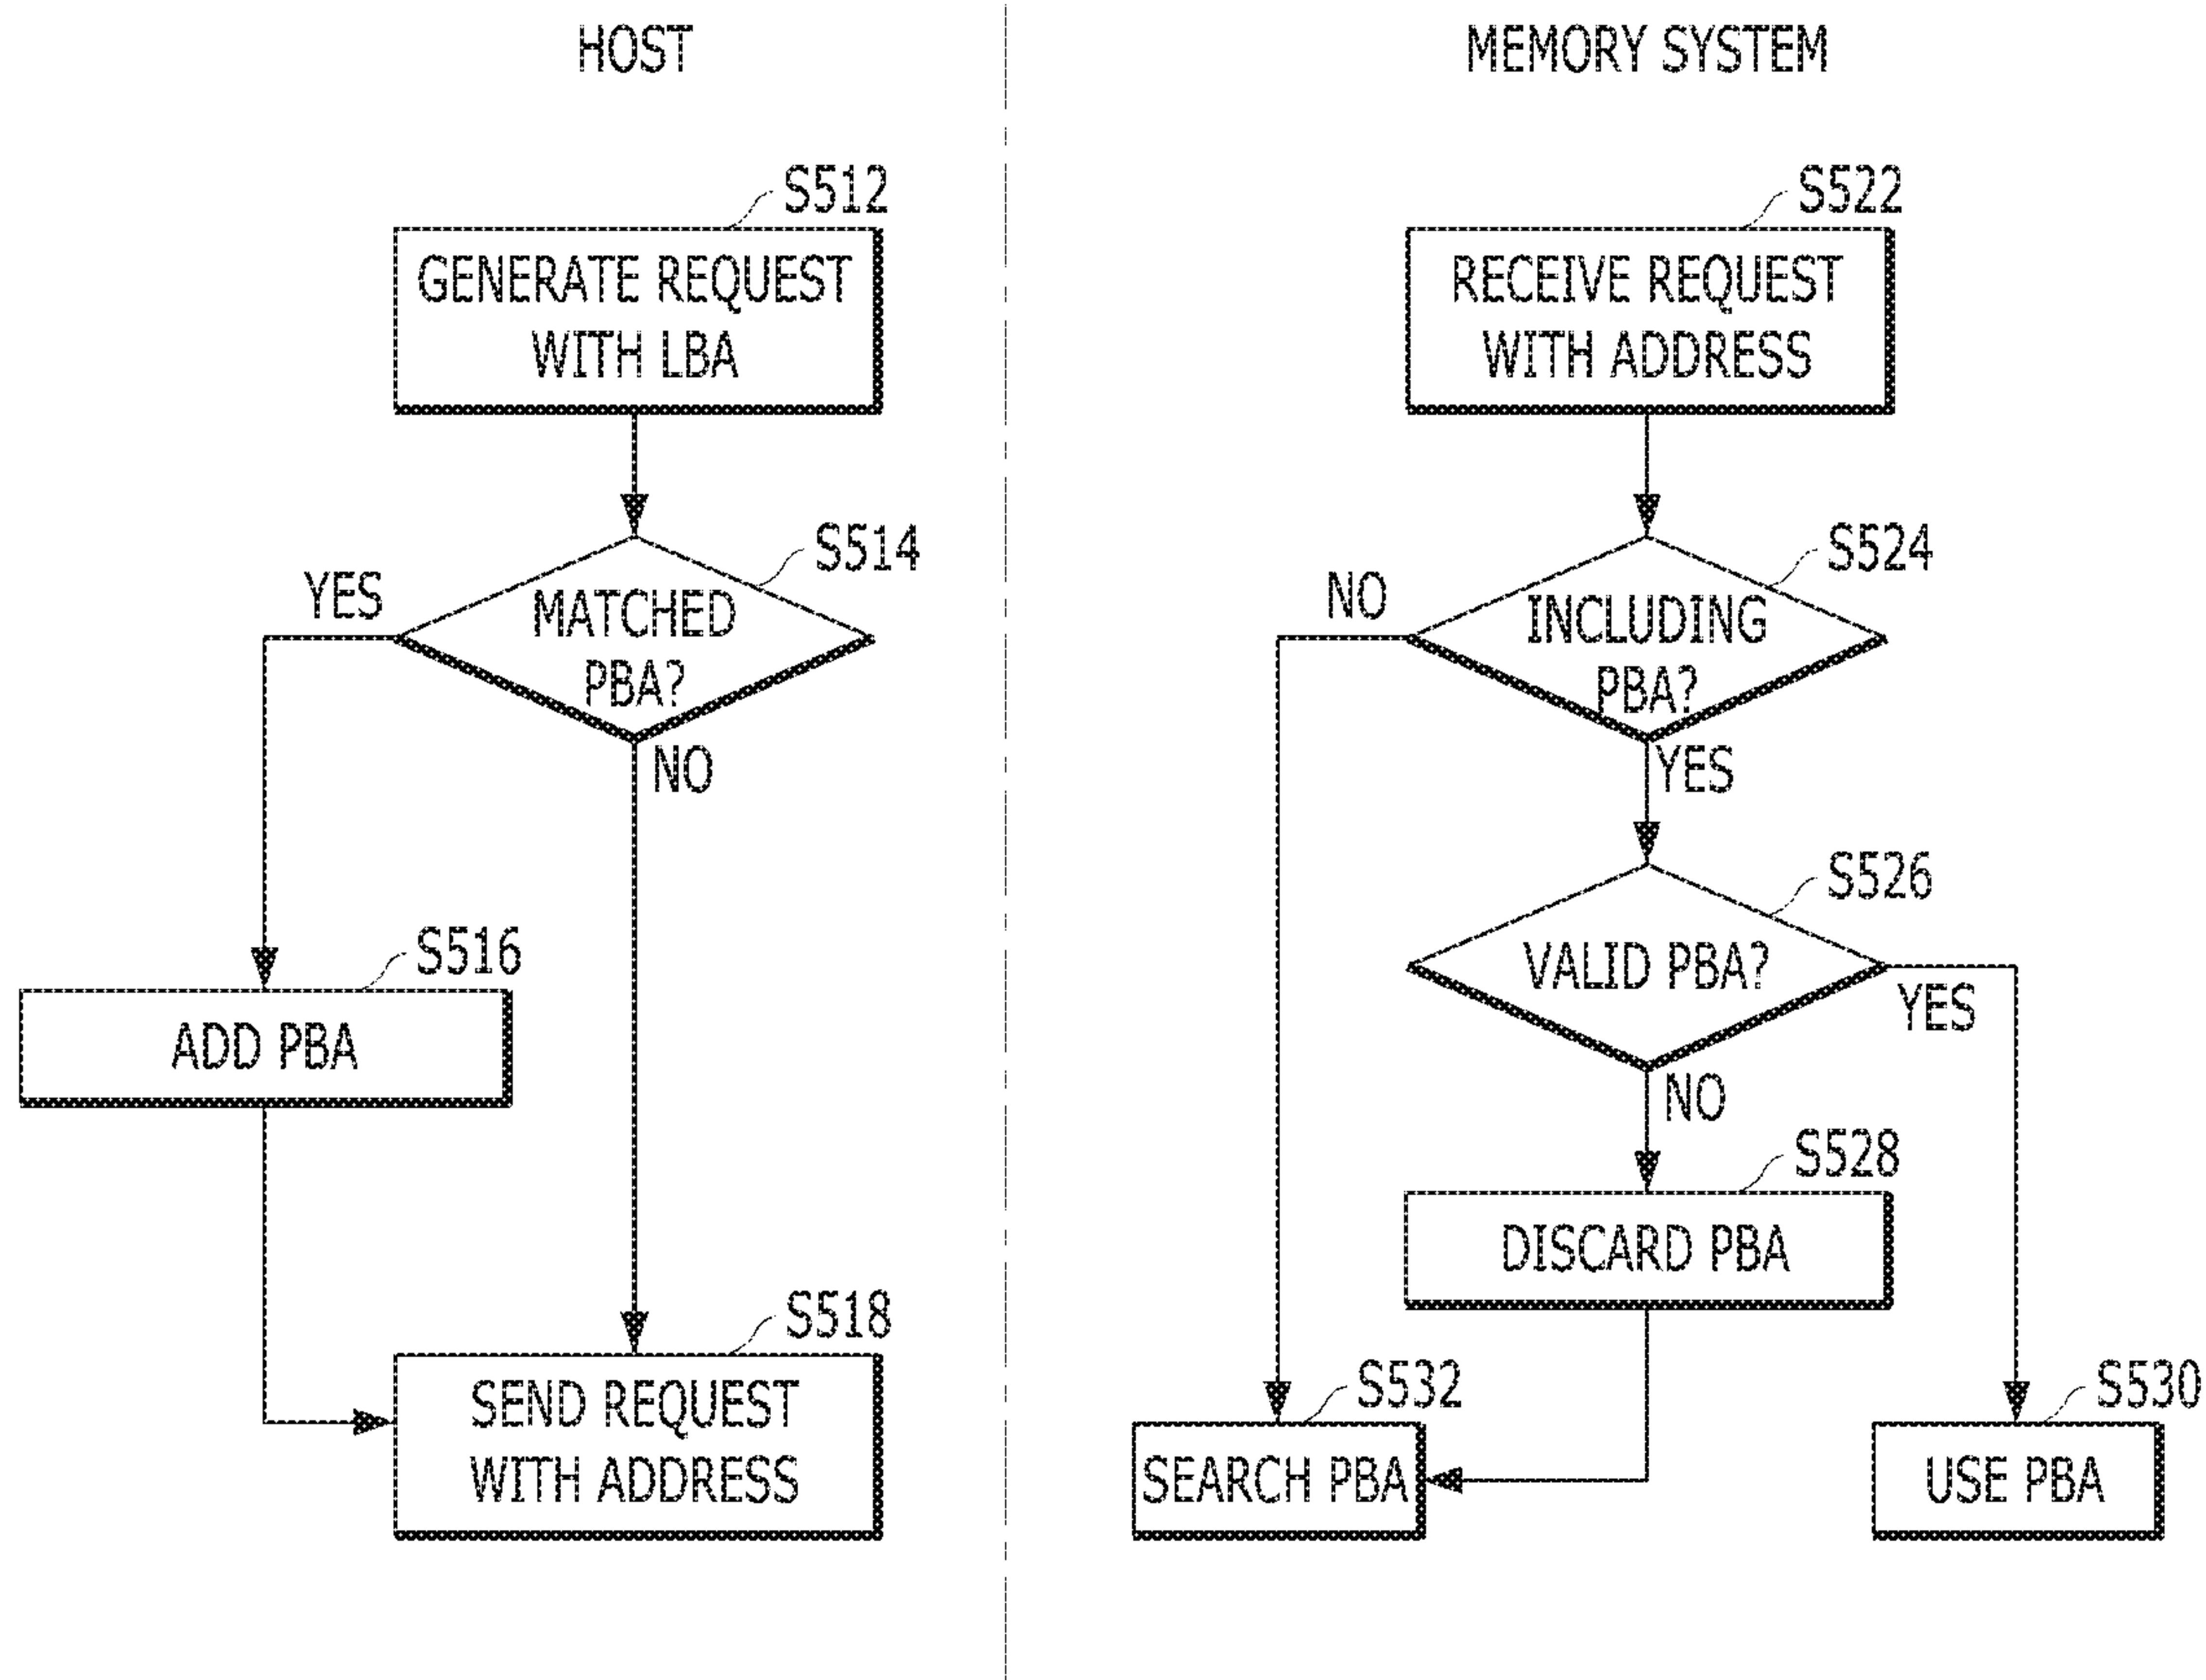 HOST
S512
GENERATE REQUEST
WITH LBA
S514
YES
MATCHED
PBA?
NO
S516
ADD PBA
S518
SEND REQUEST
WITH ADDRESS
MEMORY SYSTEM
S522
RECEIVE REQUEST
WITH ADDRESS
S524
NO
INCLUDING
PBA?
YES
S526
VALID PBA?
YES
NO
S528
DISCARD PBA
S532
SEARCH PBA
S530
USE PBA